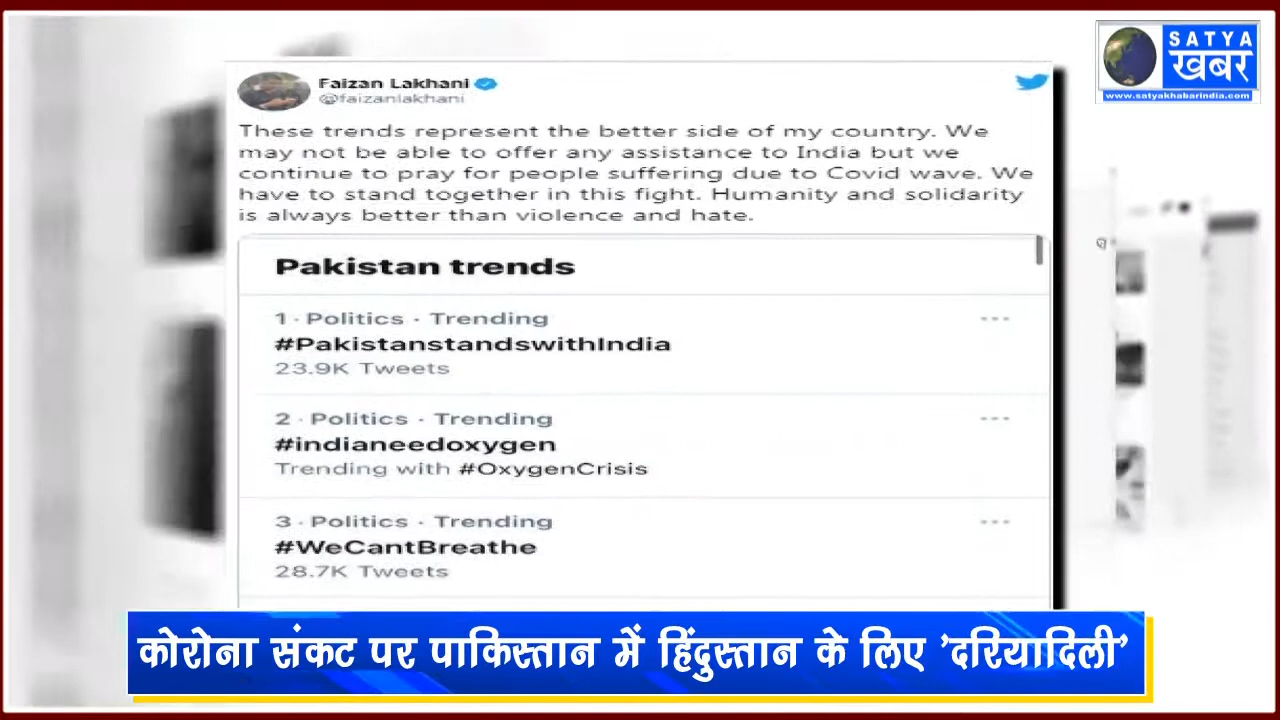 SATYA
खबर
www.satyakhabarindia.com
Faizan Lakhani
@faizanlakhani
These trends represent the better side of my country. We
may not be able to offer any assistance to India but we
continue to pray for people suffering due to Covid wave. We
have to stand together in this fight. Humanity and solidarity
is always better than violence and hate.
Pakistan trends
1 · Politics · Trending
#PakistanstandswithIndia
23.9K Tweets
2 · Politics · Trending
#indianeedoxygen
Trending with #OxygenCrisis
3 · Politics · Trending
#WeCantBreathe
28.7K Tweets
कोरोना संकट पर पाकिस्तान में हिंदुस्तान के लिए 'दरियादिली'